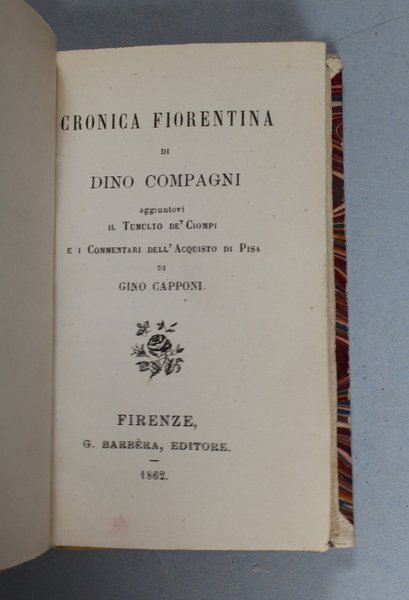 CRONICA FIORENTINA
DI
DINO COMPAGNI
aggiuntovi
IL TUMULTO DE' CIOMPI
E I COMMENTARI DELL' ACQUISTO DI PISA
DI
GINO CAPPONI.
FIRENZE,
G. BARBÈRA, EDITORE.
—
1862.